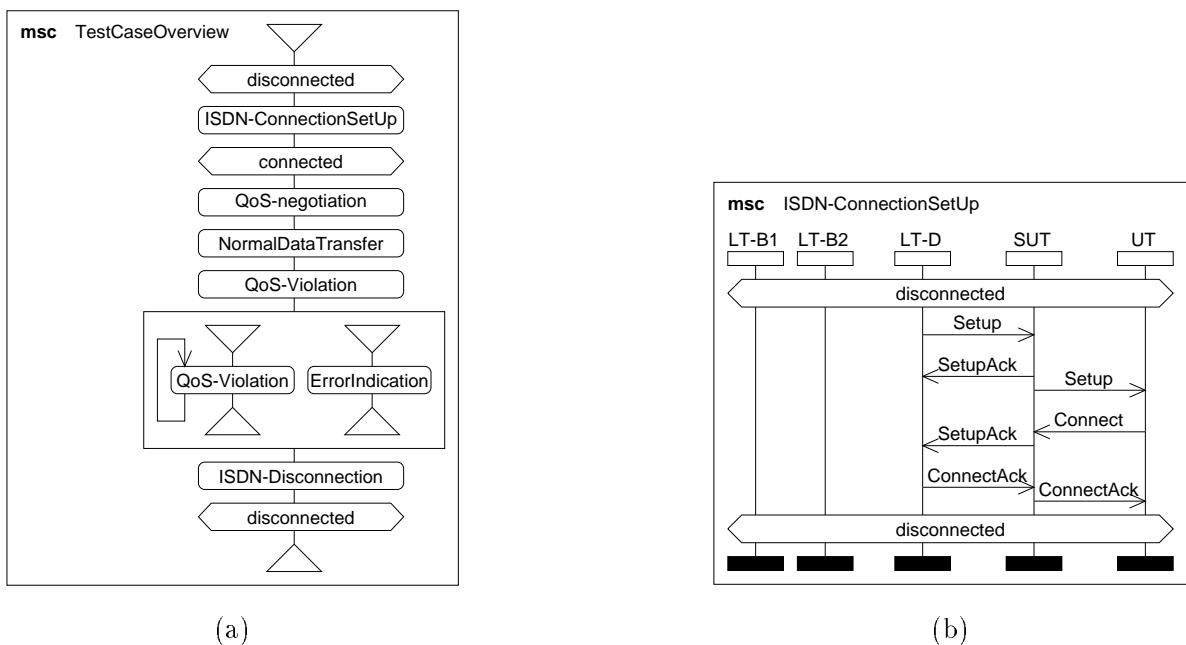 msc TestCaseOverview
disconnected
ISDN-ConnectionSetUp
connected
QoS-negotiation
NormalDataTransfer
QoS-Violation
QoS-Violation ErrorIndication
ISDN-Disconnection
disconnected
(a)
msc ISDN-ConnectionSetUp
LT-B1 LT-B2 LT-D SUT UT
disconnected
Setup
SetupAck
Setup
Connect
SetupAck
ConnectAck
ConnectAck
disconnected
(b)